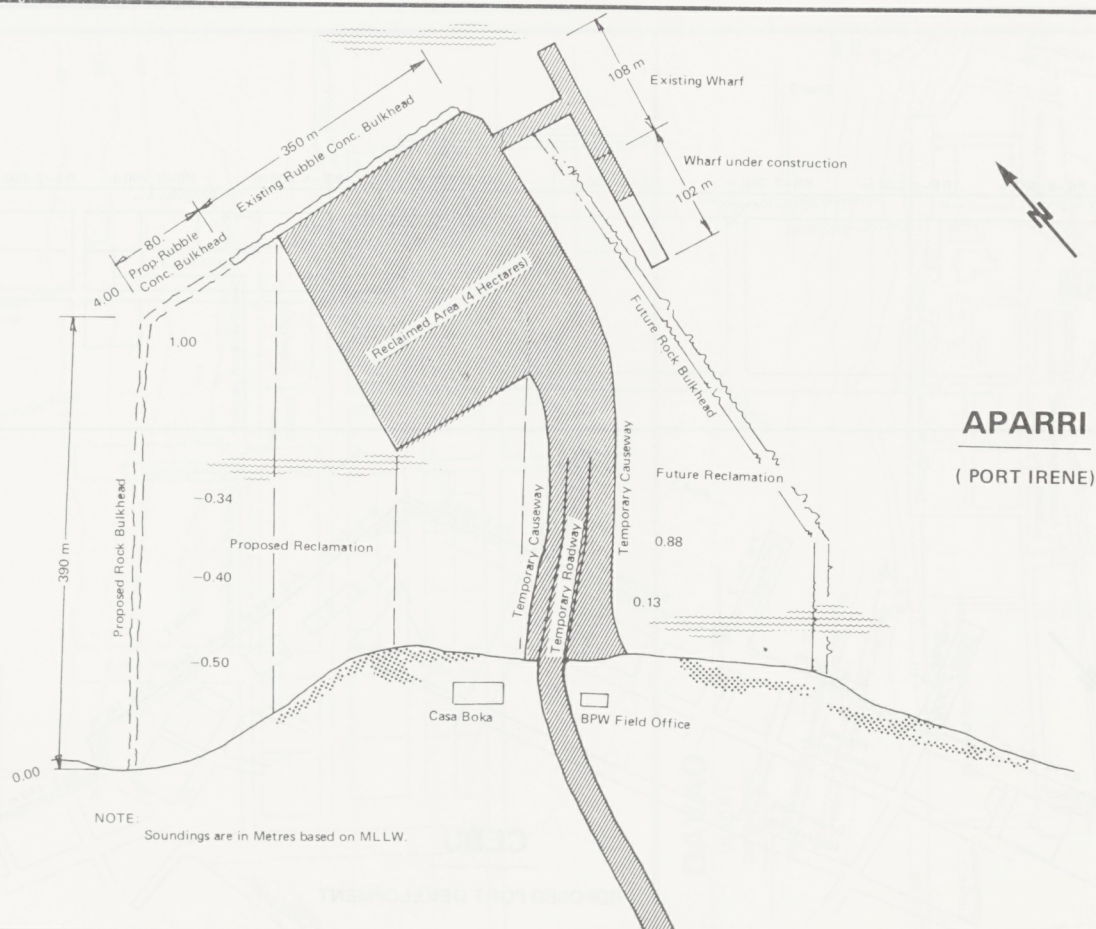 108 m
Existing Wharf
Wharf under construction
102 m
350 m
Existing Rubble Conc. Bulkhead
80.
Prop. Rubble
Conc. Bulkhead
4.00
1.00
N
Reclaimed Area (4 Hectares)
Future Rock Bulkhead
APARRI
( PORT IRENE)
390 m
Proposed Rock Bulkhead
-0.34
Proposed Reclamation
-0.40
-0.50
Temporary Causeway
Temporary Roadway
Temporary Causeway
Future Reclamation
0.88
0.13
Casa Boka
BPW Field Office
0.00
NOTE:
Soundings are in Metres based on MLLW.